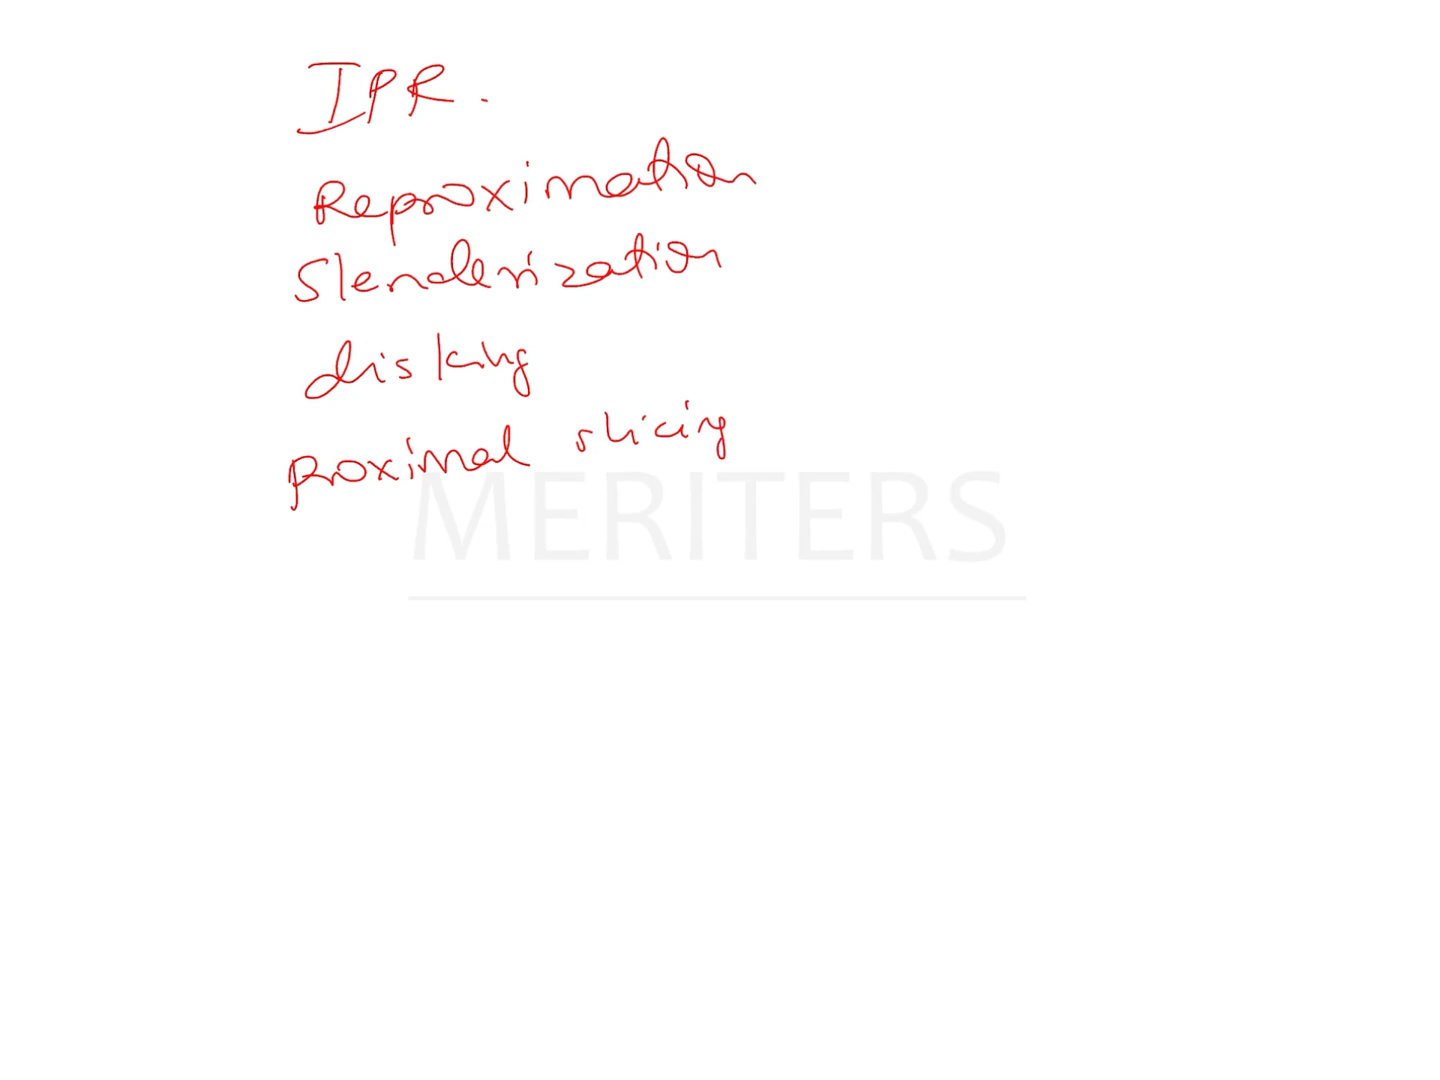 IPR.
Reproximation
Slenderization
disking
proximal slicing
MERITERS